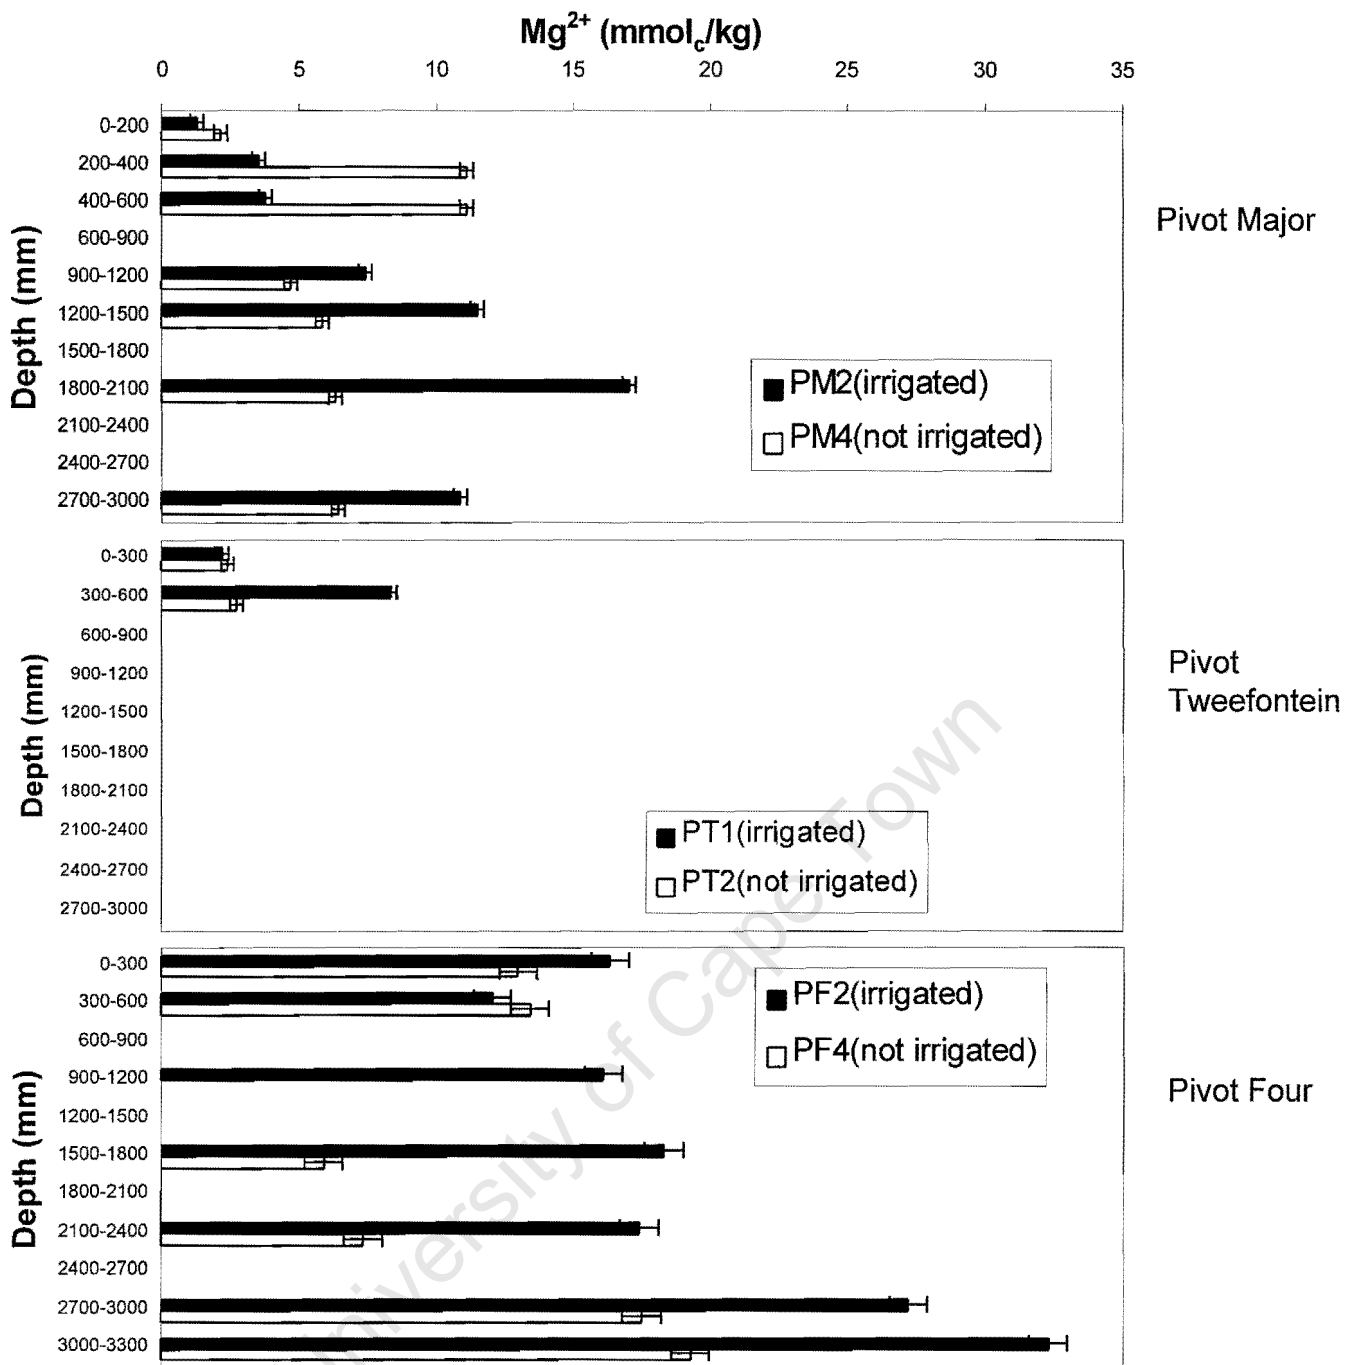 Mg²⁺ (mmol_c/kg)
0 5 10 15 20 25 30 35
Depth (mm)
0-200
200-400
400-600
600-900
900-1200
1200-1500
1500-1800
1800-2100
2100-2400
2400-2700
2700-3000
PM2(irrigated)
PM4(not irrigated)
Pivot Major
Depth (mm)
0-300
300-600
600-900
900-1200
1200-1500
1500-1800
1800-2100
2100-2400
2400-2700
2700-3000
PT1(irrigated)
PT2(not irrigated)
Pivot
Tweefontein
Depth (mm)
0-300
300-600
600-900
900-1200
1200-1500
1500-1800
1800-2100
2100-2400
2400-2700
2700-3000
3000-3300
PF2(irrigated)
PF4(not irrigated)
Pivot Four
University of Cape Town